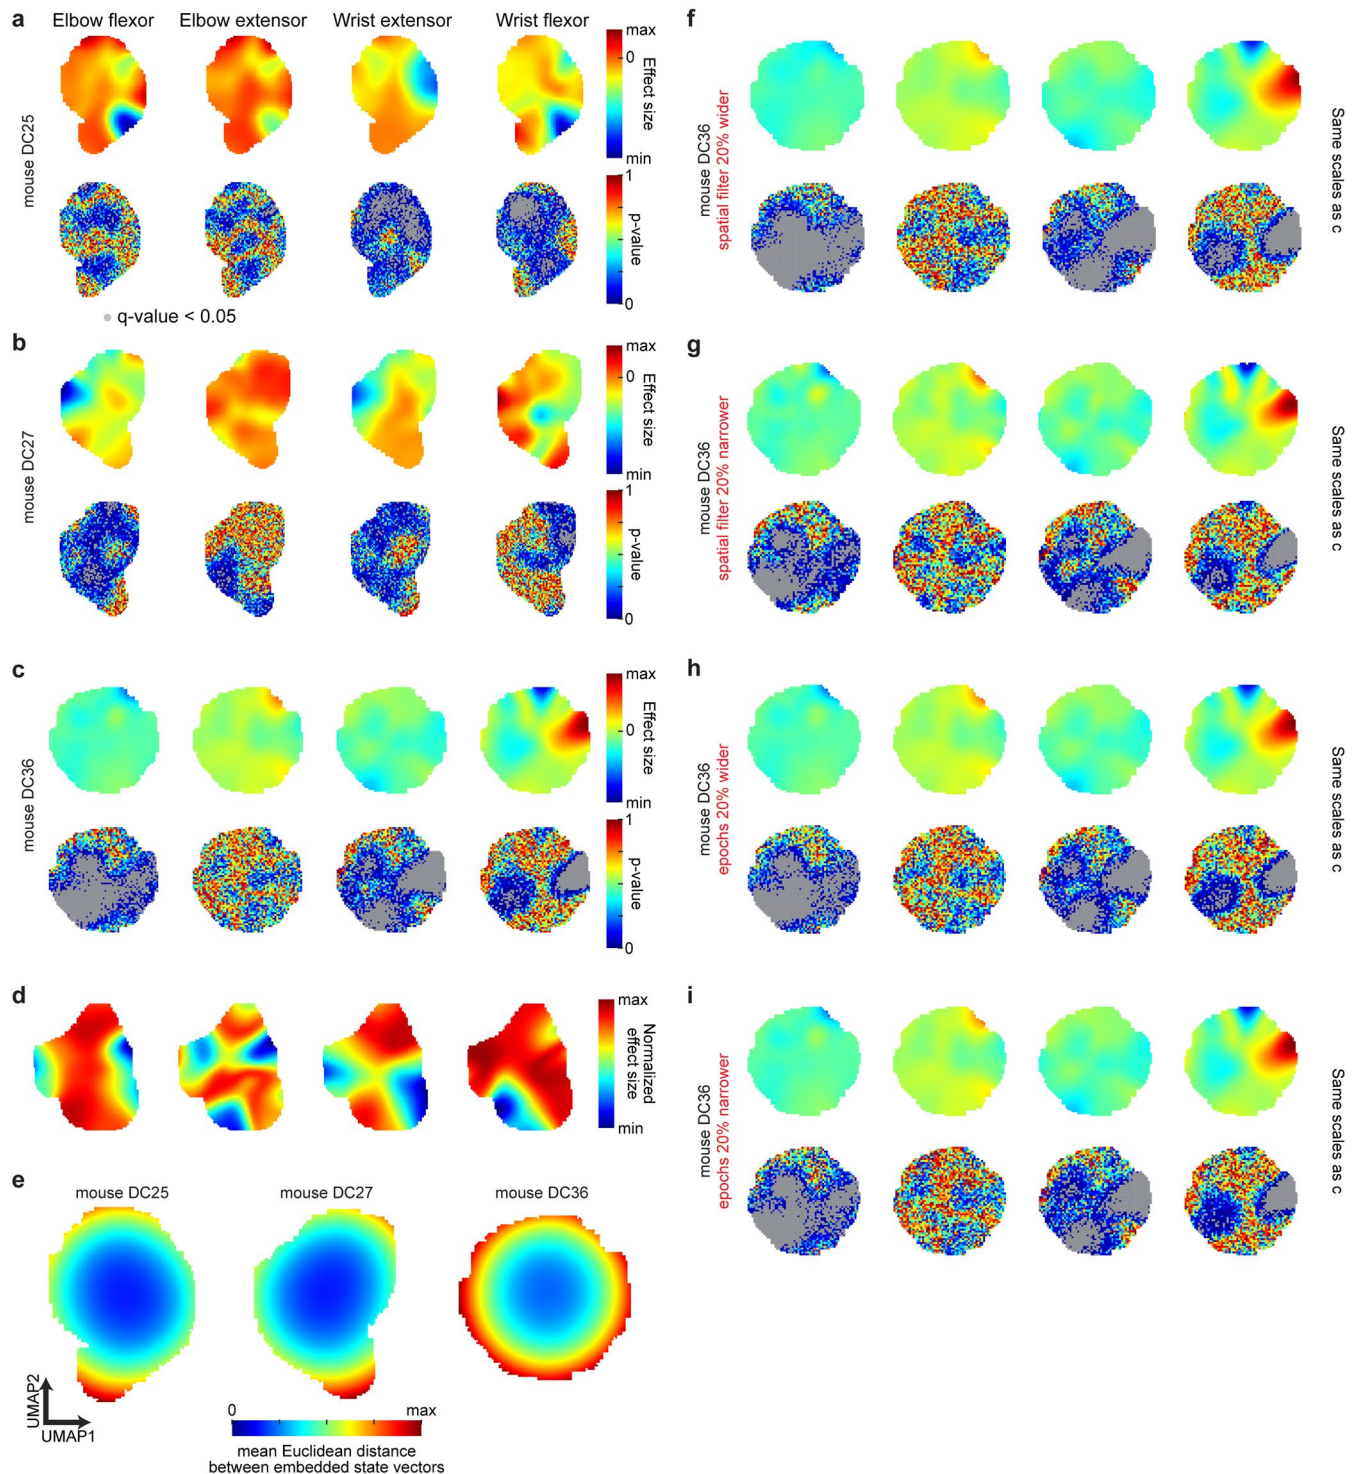 a
Elbow flexor
Elbow extensor
Wrist extensor
Wrist flexor
mouse DC25
max
0
min
Effect size
1
0
p-value
q-value < 0.05
b
mouse DC27
max
0
min
Effect size
1
0
p-value
c
mouse DC36
max
0
min
Effect size
1
0
p-value
d
max
min
Normalized
effect size
e
mouse DC25
mouse DC27
mouse DC36
UMAP2
UMAP1
0
max
mean Euclidean distance
between embedded state vectors
f
mouse DC36
spatial filter 20% wider
Same scales as c
g
mouse DC36
spatial filter 20% narrower
Same scales as c
h
mouse DC36
epochs 20% wider
Same scales as c
i
mouse DC36
epochs 20% narrower
Same scales as c